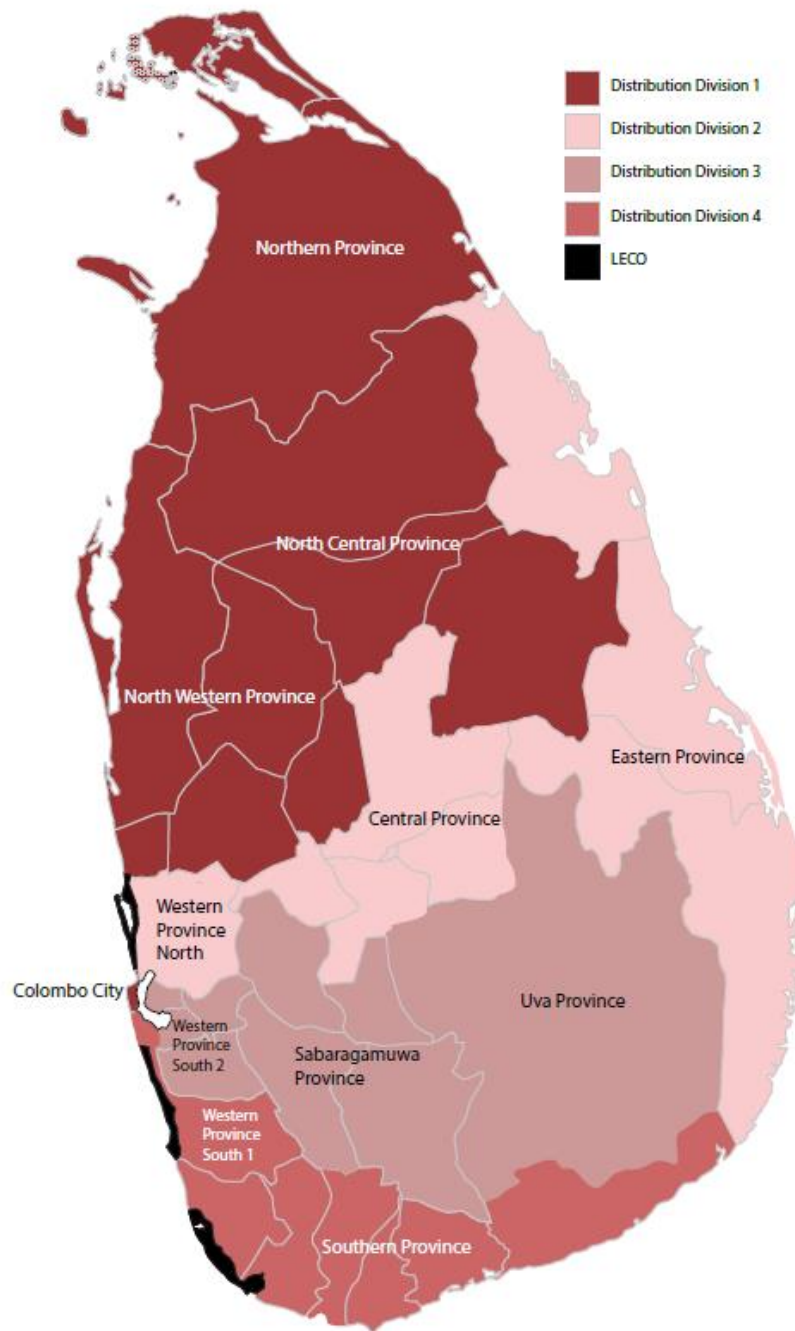 Distribution Division 1
Distribution Division 2
Distribution Division 3
Distribution Division 4
LECO
Northern Province
North Central Province
North Western Province
Eastern Province
Central Province
Western
Province
North
Colombo City
Uva Province
Western
Province
South 2
Sabaragamuwa
Province
Western
Province
South 1
Southern Province